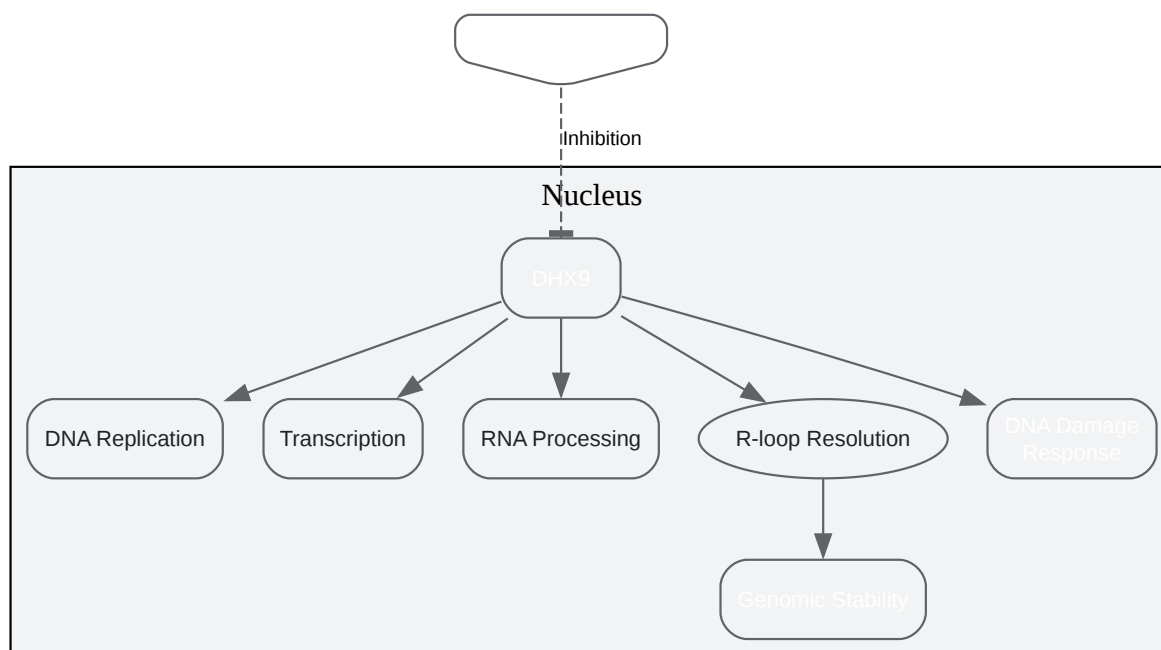 Inhibition
Nucleus
DHX9
DNA Replication
Transcription
RNA Processing
R-loop Resolution
DNA Damage
Response
Genomic Stability